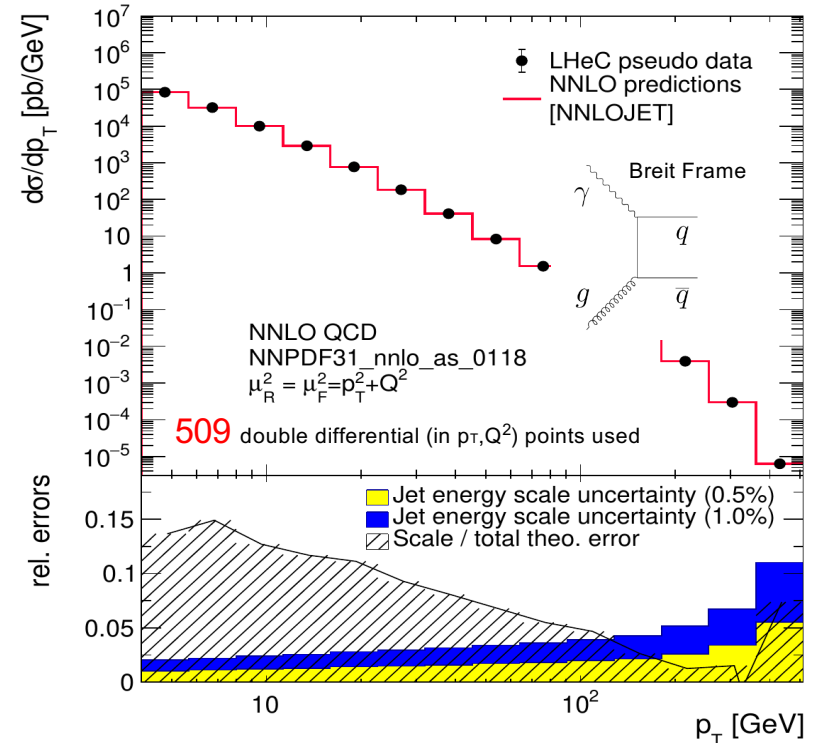 dσ/dp_T [pb/GeV]
10^7
10^6
10^5
10^4
10^3
10^2
10
1
10^−1
10^−2
10^−3
10^−4
10^−5
LHeC pseudo data
NNLO predictions
[NNLOJET]
Breit Frame
γ
q
g
q̅
NNLO QCD
NNPDF31_nnlo_as_0118
μ_R^2 = μ_F^2=p_T^2+Q^2
509 double differential (in pT,Q^2) points used
rel. errors
0.15
0.1
0.05
0
Jet energy scale uncertainty (0.5%)
Jet energy scale uncertainty (1.0%)
Scale / total theo. error
10
10^2
p_T [GeV]